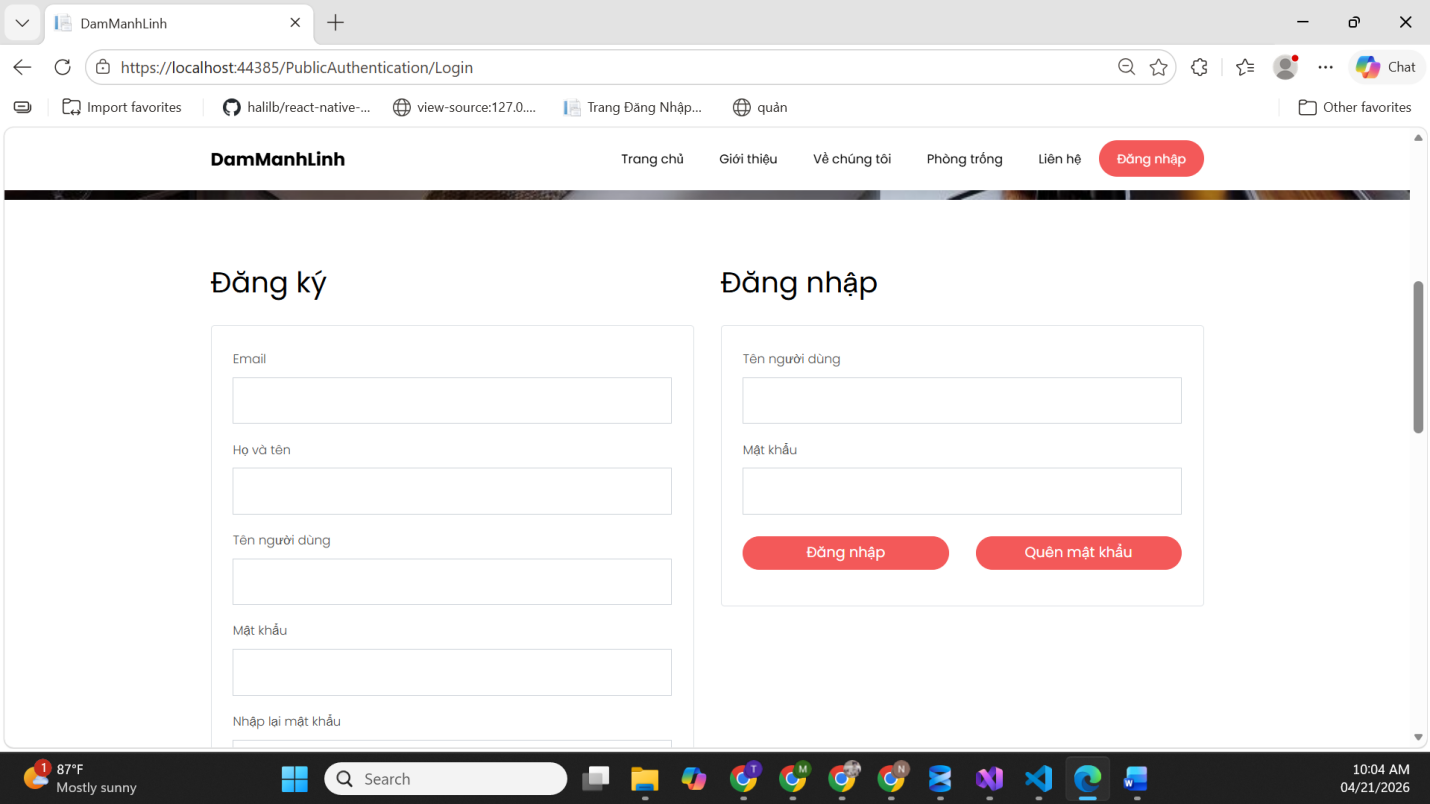 DamManhLinh
https://localhost:44385/PublicAuthentication/Login
Chat
Import favorites
halilb/react-native-...
view-source:127.0....
Trang Đăng Nhập...
quản
Other favorites
DamManhLinh
Trang chủ
Giới thiệu
Về chúng tôi
Phòng trống
Liên hệ
Đăng nhập
Đăng ký
Email
Họ và tên
Tên người dùng
Mật khẩu
Nhập lại mật khẩu
Đăng nhập
Tên người dùng
Mật khẩu
Đăng nhập
Quên mật khẩu
1
87°F
Mostly sunny
Search
T
M
N
W
10:04 AM
04/21/2026